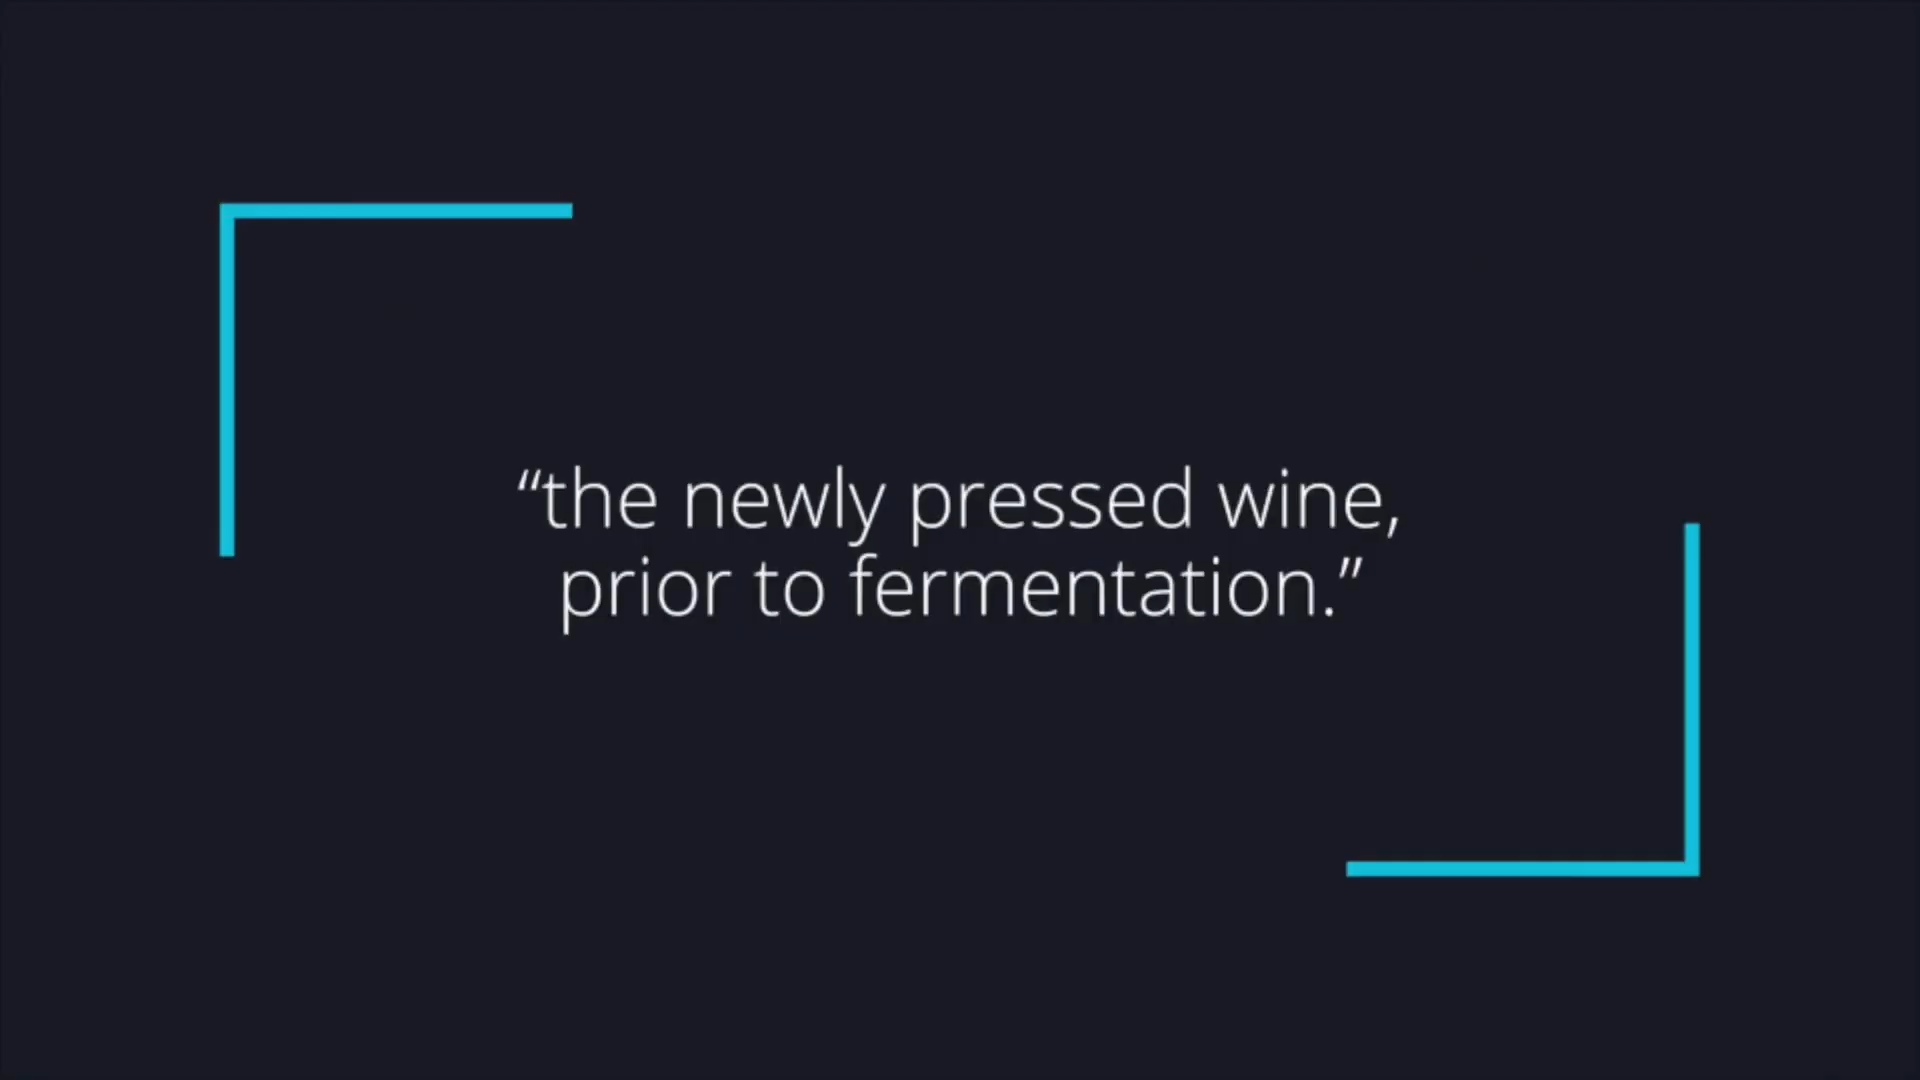 “the newly pressed wine,
prior to fermentation.”